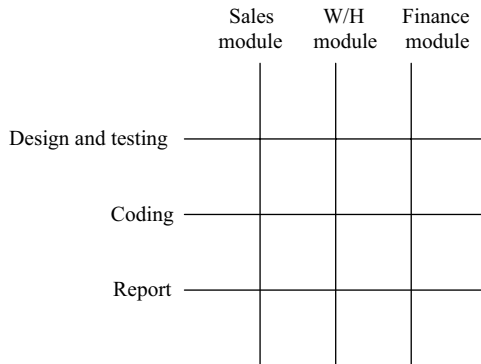 Sales module
W/H module
Finance module
Design and testing
Coding
Report